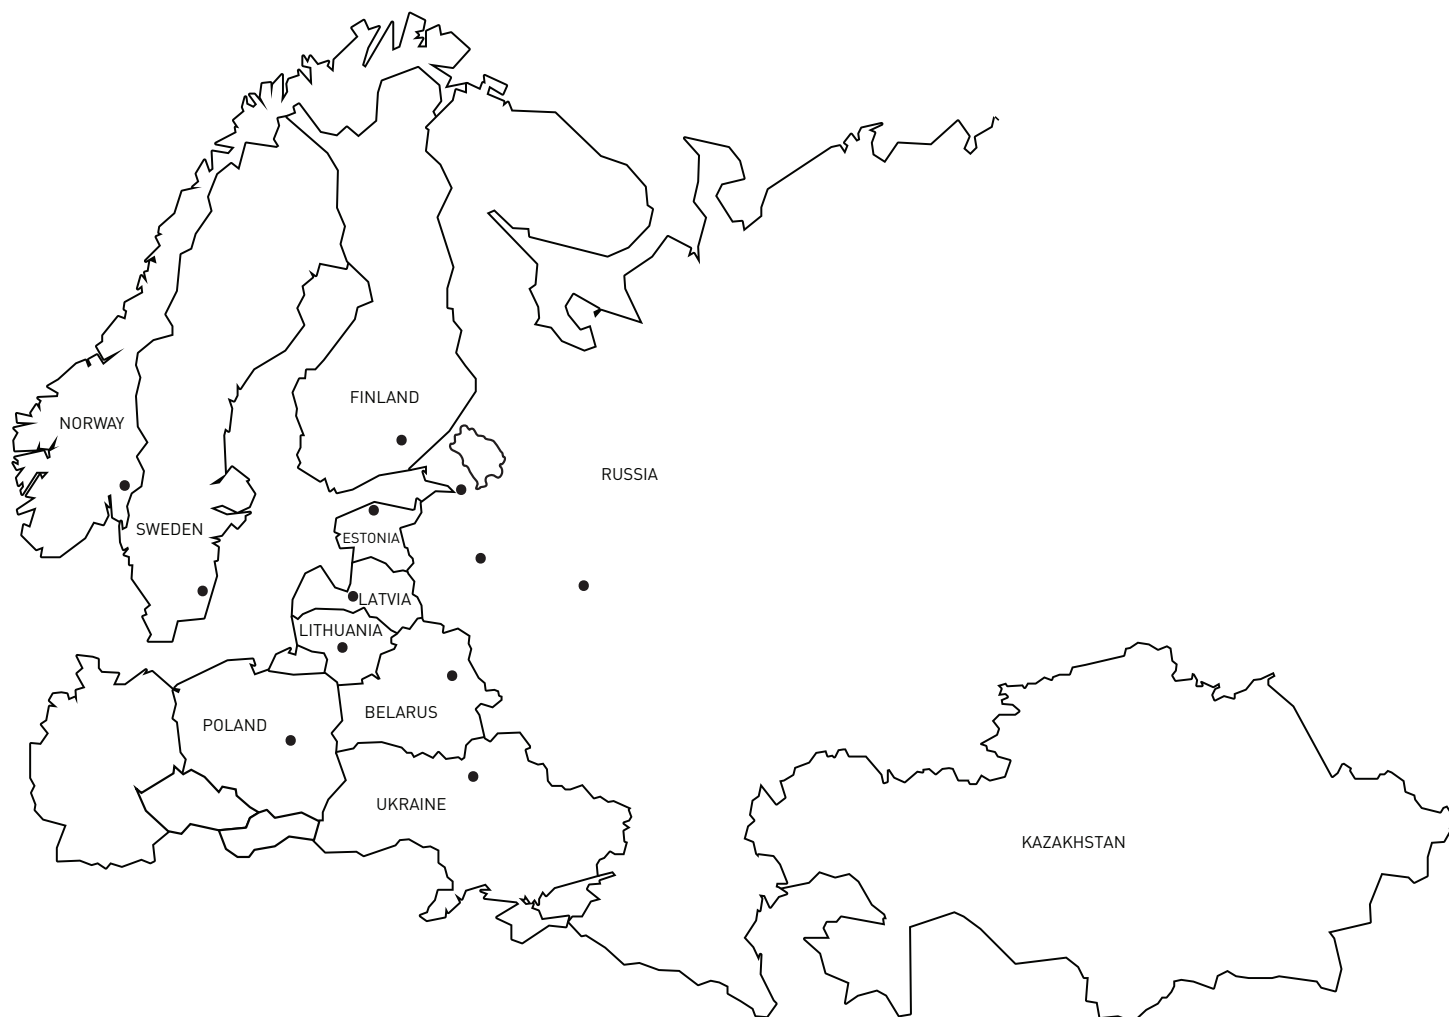 FINLAND
NORWAY
RUSSIA
SWEDEN
ESTONIA
LATVIA
LITHUANIA
BELARUS
POLAND
UKRAINE
KAZAKHSTAN